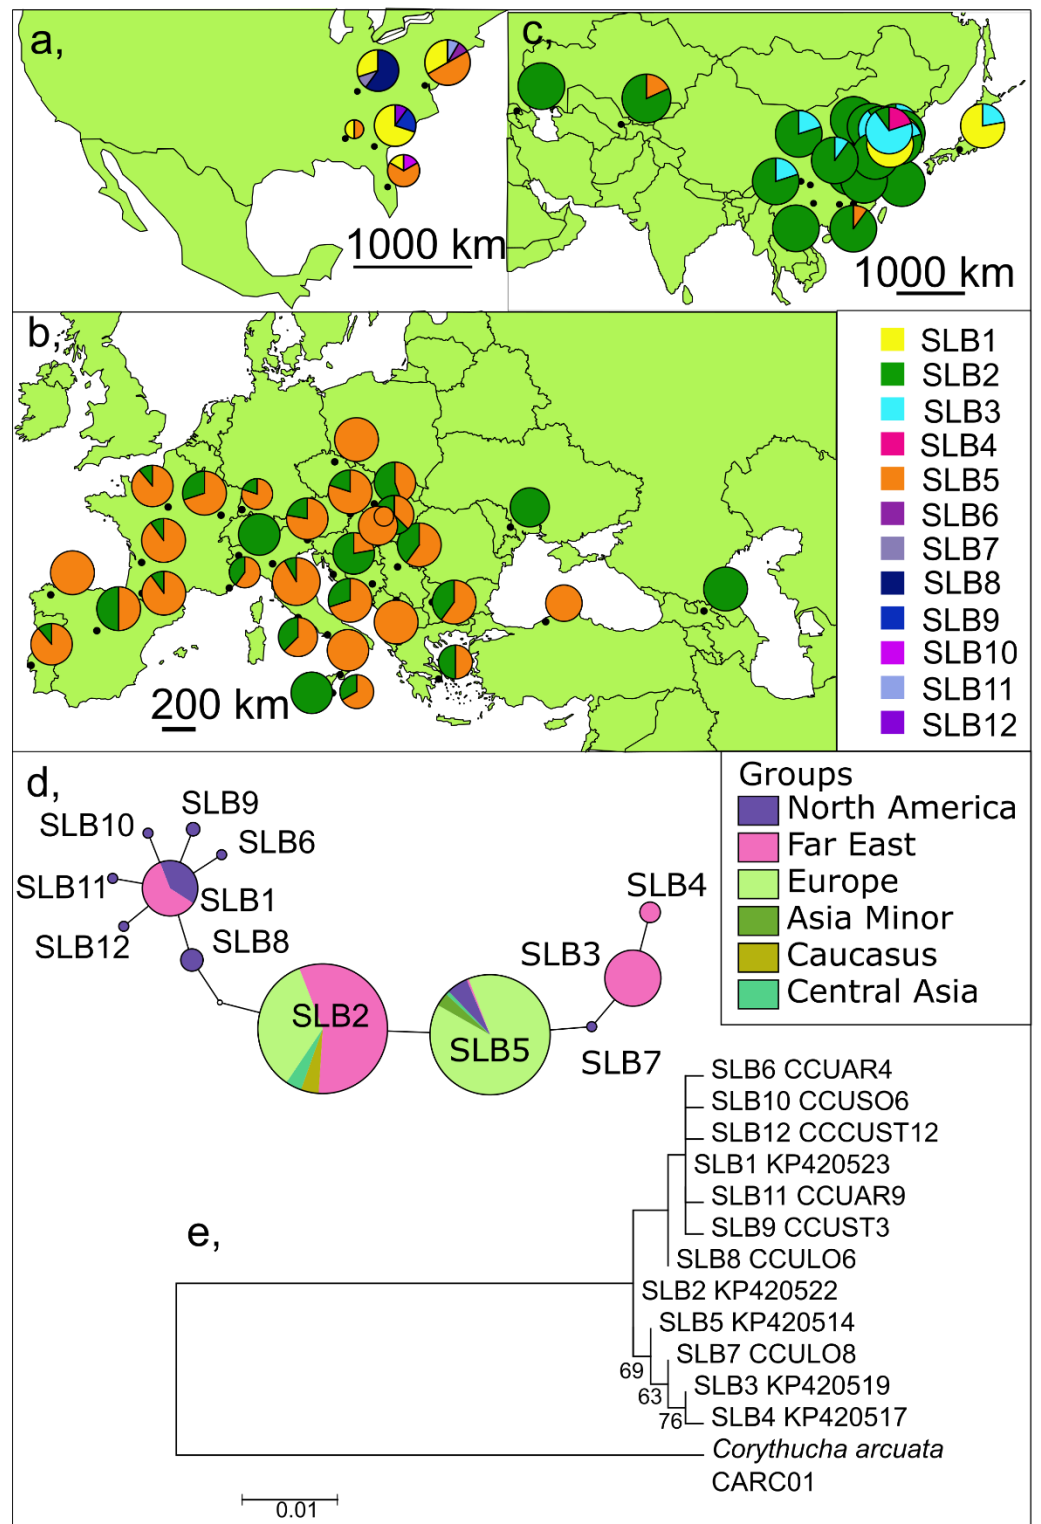 a,
1000 km
c,
1000 km
b,
200 km
SLB1
SLB2
SLB3
SLB4
SLB5
SLB6
SLB7
SLB8
SLB9
SLB10
SLB11
SLB12
d,
SLB9
SLB10
SLB6
SLB11
SLB1
SLB12
SLB8
SLB2
SLB5
SLB3
SLB4
SLB7
Groups
North America
Far East
Europe
Asia Minor
Caucasus
Central Asia
e,
SLB6 CCUAR4
SLB10 CCUSO6
SLB12 CCCUST12
SLB1 KP420523
SLB11 CCUAR9
SLB9 CCUST3
SLB8 CCULO6
SLB2 KP420522
SLB5 KP420514
SLB7 CCULO8
69
SLB3 KP420519
63
SLB4 KP420517
76
Corythucha arcuata
CARC01
0.01